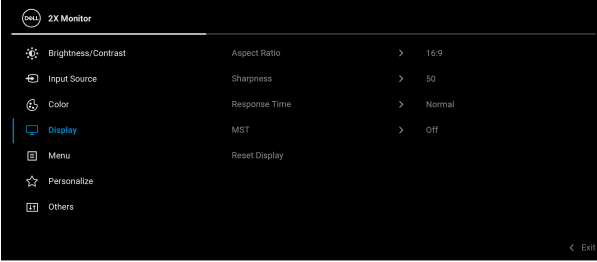 DELL 2X Monitor
Brightness/Contrast Aspect Ratio 16:9
Input Source Sharpness 50
Color Response Time Normal
Display MST Off
Menu Reset Display
Personalize
Others
Exit